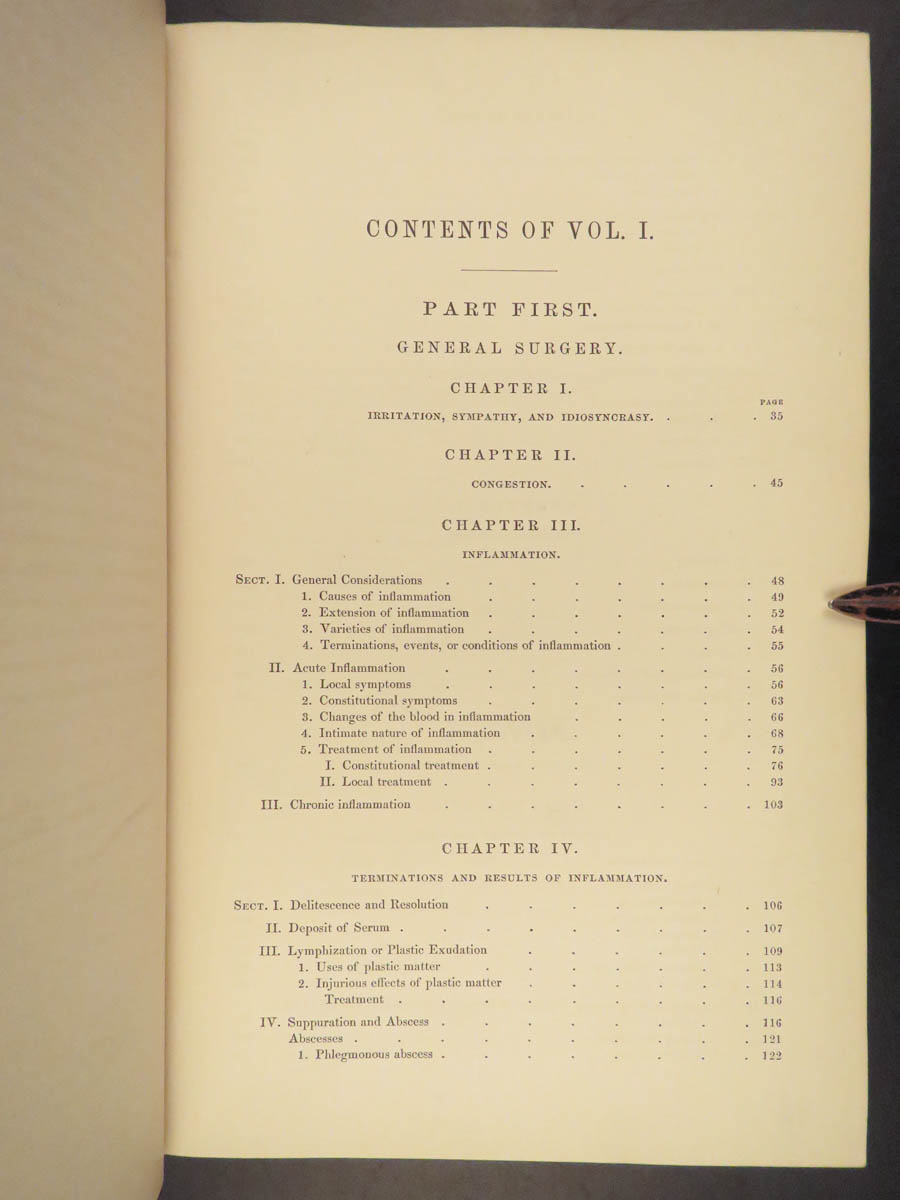 CONTENTS OF VOL. I.
PART FIRST.
GENERAL SURGERY.
CHAPTER I.
PAGE
IRRITATION, SYMPATHY, AND IDIOSYNCRASY. . . . 35
CHAPTER II.
CONGESTION. . . . . . 45
CHAPTER III.
INFLAMMATION.
SECT. I. General Considerations . . . . . . . . 48
1. Causes of inflammation . . . . . . . 49
2. Extension of inflammation . . . . . . . 52
3. Varieties of inflammation . . . . . . . 54
4. Terminations, events, or conditions of inflammation . . . . 55
II. Acute Inflammation . . . . . . . . 56
1. Local symptoms . . . . . . . . 56
2. Constitutional symptoms . . . . . . . 63
3. Changes of the blood in inflammation . . . . . 66
4. Intimate nature of inflammation . . . . . . 68
5. Treatment of inflammation . . . . . . . 75
I. Constitutional treatment . . . . . . . 76
II. Local treatment . . . . . . . . 93
III. Chronic inflammation . . . . . . . . 103
CHAPTER IV.
TERMINATIONS AND RESULTS OF INFLAMMATION.
SECT. I. Delitescence and Resolution . . . . . . . 106
II. Deposit of Serum . . . . . . . . . 107
III. Lymphization or Plastic Exudation . . . . . . 109
1. Uses of plastic matter . . . . . . . 113
2. Injurious effects of plastic matter . . . . . . 114
Treatment . . . . . . . . . 116
IV. Suppuration and Abscess . . . . . . . . 116
Abscesses . . . . . . . . . . 121
1. Phlegmonous abscess . . . . . . . . 122